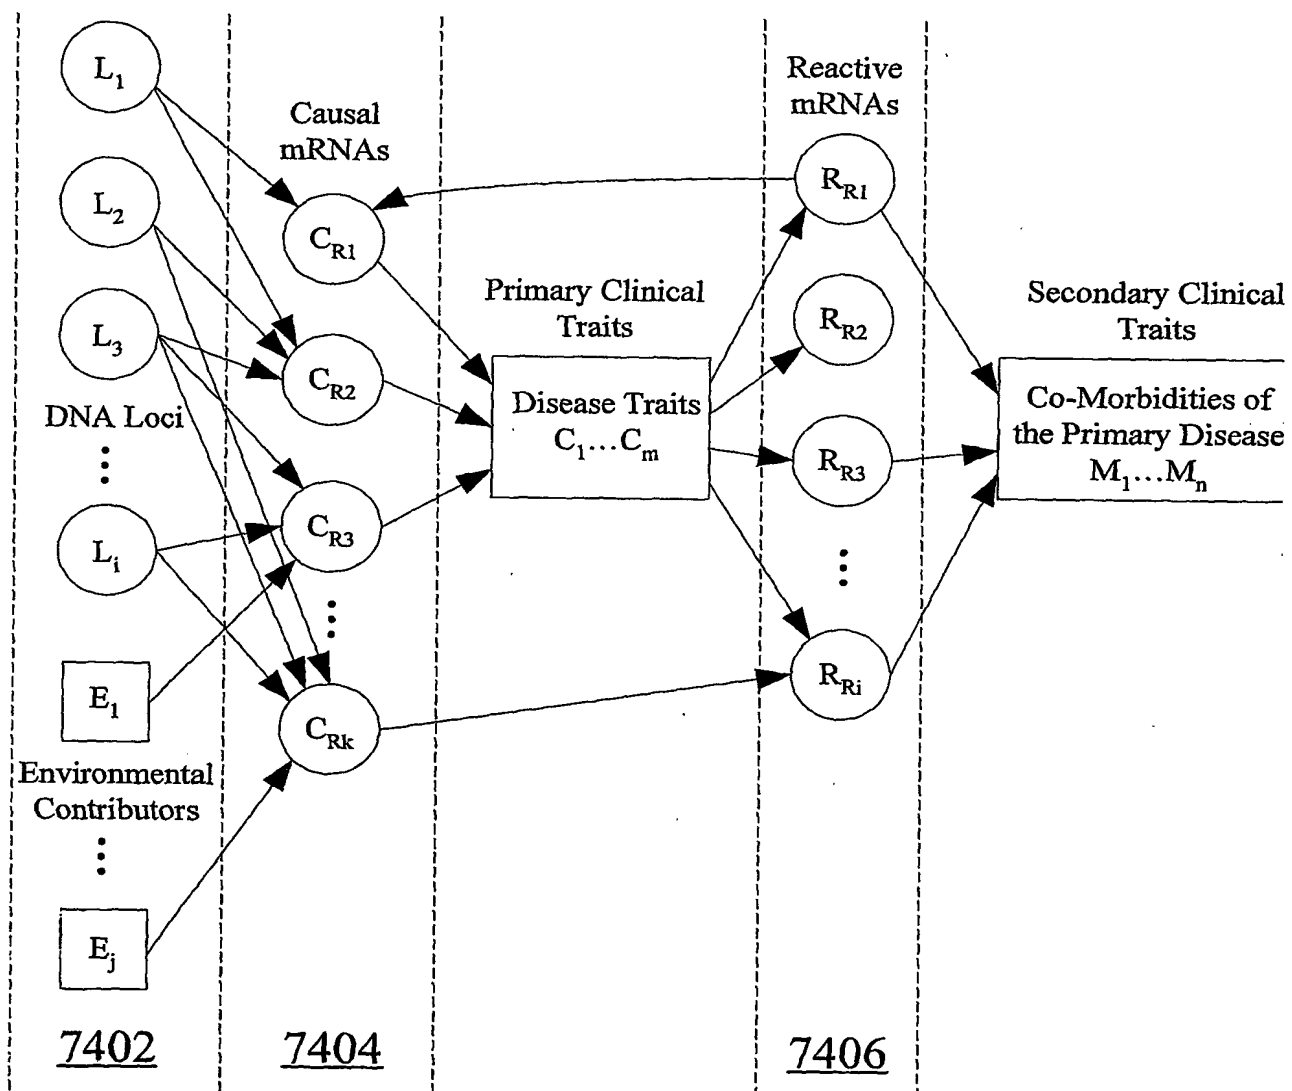 L1
L2
L3
DNA Loci
Li
E1
Environmental
Contributors
Ej
7402
Causal
mRNAs
CR1
CR2
CR3
CRk
7404
Primary Clinical
Traits
Disease Traits
C1...Cm
Reactive
mRNAs
RR1
RR2
RR3
RRi
7406
Secondary Clinical
Traits
Co-Morbidities of
the Primary Disease
M1...Mn